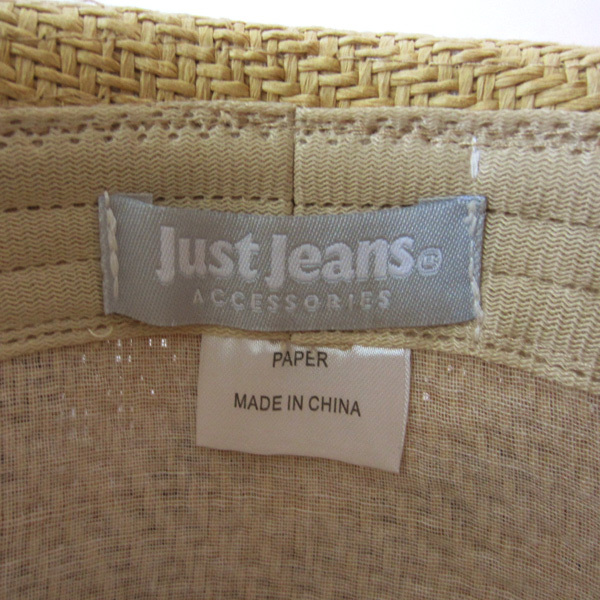 Just Jeans®
ACCESSORIES
PAPER
MADE IN CHINA